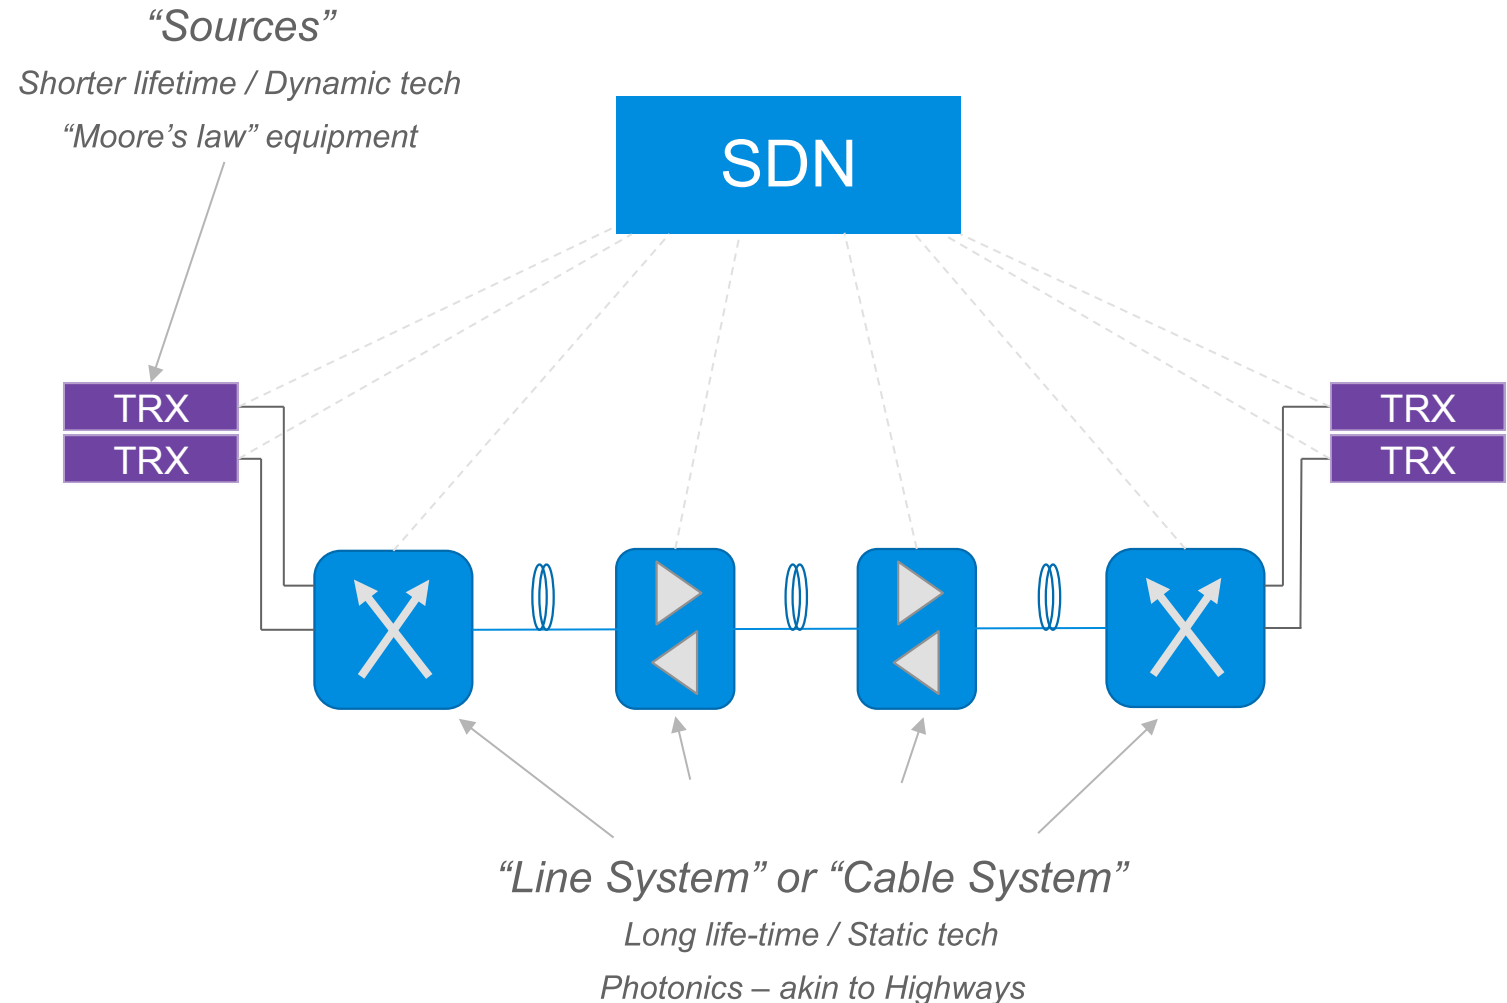 “Sources”
Shorter lifetime / Dynamic tech
“Moore’s law” equipment
SDN
TRX
TRX
TRX
TRX
“Line System” or “Cable System”
Long life-time / Static tech
Photonics – akin to Highways